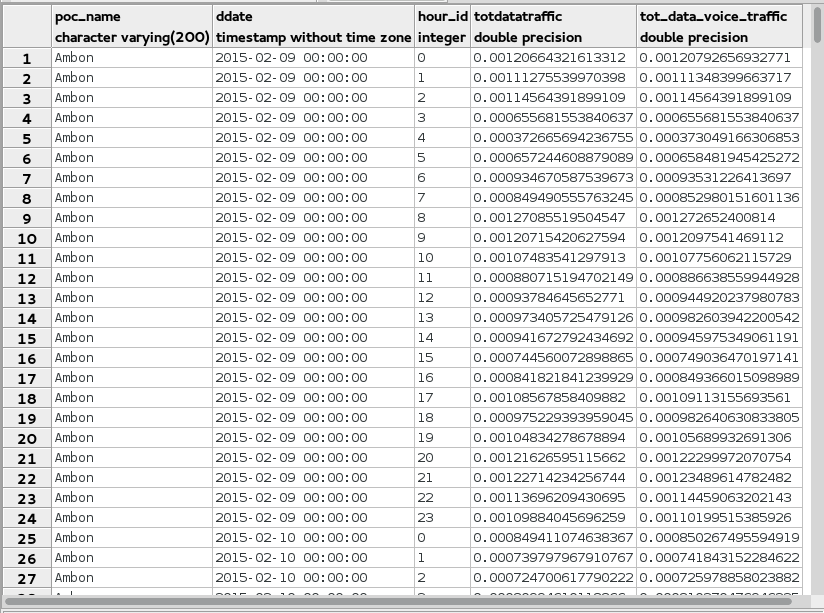 poc_name ddate hour_id totdatatraffic tot_data_voice_traffic
character varying(200) timestamp without time zone integer double precision double precision
1 Ambon 2015-02-09 00:00:00 0 0.00120664321613312 0.00120792656932771
2 Ambon 2015-02-09 00:00:00 1 0.00111275539970398 0.00111348399663717
3 Ambon 2015-02-09 00:00:00 2 0.00114564391899109 0.00114564391899109
4 Ambon 2015-02-09 00:00:00 3 0.000655681553840637 0.000655681553840637
5 Ambon 2015-02-09 00:00:00 4 0.000372665694236755 0.000373049166306853
6 Ambon 2015-02-09 00:00:00 5 0.000657244608879089 0.000658481945425272
7 Ambon 2015-02-09 00:00:00 6 0.000934670587539673 0.00093531226413697
8 Ambon 2015-02-09 00:00:00 7 0.000849490555763245 0.000852980151601136
9 Ambon 2015-02-09 00:00:00 8 0.00127085519504547 0.001272652400814
10 Ambon 2015-02-09 00:00:00 9 0.00120715420627594 0.0012097541469112
11 Ambon 2015-02-09 00:00:00 10 0.00107483541297913 0.00107756062115729
12 Ambon 2015-02-09 00:00:00 11 0.000880715194702149 0.000886638559944928
13 Ambon 2015-02-09 00:00:00 12 0.00093784645652771 0.000944920237980783
14 Ambon 2015-02-09 00:00:00 13 0.000973405725479126 0.000982603942200542
15 Ambon 2015-02-09 00:00:00 14 0.000941672792434692 0.000945975349061191
16 Ambon 2015-02-09 00:00:00 15 0.000744560072898865 0.000749036470197141
17 Ambon 2015-02-09 00:00:00 16 0.000841821841239929 0.000849366015098989
18 Ambon 2015-02-09 00:00:00 17 0.00108567858409882 0.00109113155693561
19 Ambon 2015-02-09 00:00:00 18 0.000975229393959045 0.000982640630833805
20 Ambon 2015-02-09 00:00:00 19 0.00104834278678894 0.00105689932691306
21 Ambon 2015-02-09 00:00:00 20 0.00121626595115662 0.00122299972070754
22 Ambon 2015-02-09 00:00:00 21 0.00122714234256744 0.00123489614782482
23 Ambon 2015-02-09 00:00:00 22 0.00113696209430695 0.00114459063202143
24 Ambon 2015-02-09 00:00:00 23 0.00109884045696259 0.00110199515385926
25 Ambon 2015-02-10 00:00:00 0 0.000849411074638367 0.000850267495594919
26 Ambon 2015-02-10 00:00:00 1 0.000739797967910767 0.000741843152284622
27 Ambon 2015-02-10 00:00:00 2 0.000724700617790222 0.000725978858023882